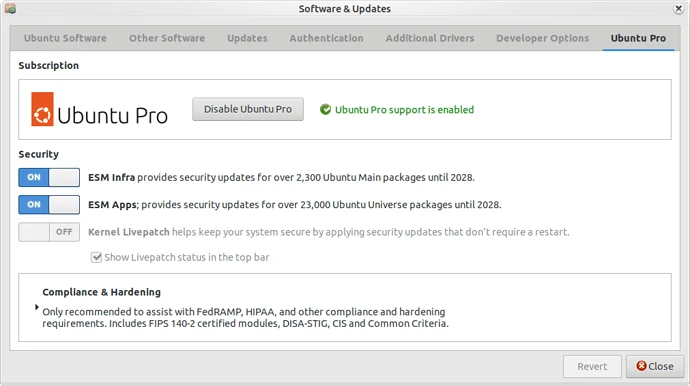 Software & Updates
Ubuntu Software Other Software Updates Authentication Additional Drivers Developer Options Ubuntu Pro
Subscription
Ubuntu Pro Disable Ubuntu Pro Ubuntu Pro support is enabled
Security
ON ESM Infra provides security updates for over 2,300 Ubuntu Main packages until 2028.
ON ESM Apps; provides security updates for over 23,000 Ubuntu Universe packages until 2028.
OFF Kernel Livepatch helps keep your system secure by applying security updates that don't require a restart.
Show Livepatch status in the top bar
Compliance & Hardening
Only recommended to assist with FedRAMP, HIPAA, and other compliance and hardening
requirements. Includes FIPS 140-2 certified modules, DISA-STIG, CIS and Common Criteria.
Revert Close